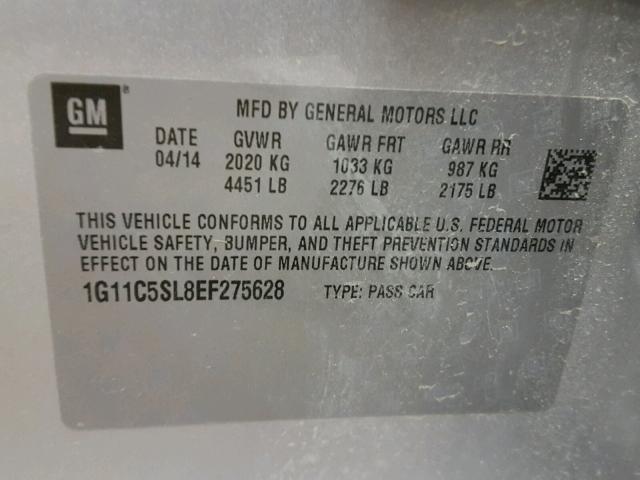 GM
MFD BY GENERAL MOTORS LLC
DATE GVWR GAWR FRT GAWR RR
04/14 2020 KG 1033 KG 987 KG
4451 LB 2276 LB 2175 LB
THIS VEHICLE CONFORMS TO ALL APPLICABLE U.S. FEDERAL MOTOR
VEHICLE SAFETY, BUMPER, AND THEFT PREVENTION STANDARDS IN
EFFECT ON THE DATE OF MANUFACTURE SHOWN ABOVE.
1G11C5SL8EF275628 TYPE: PASS CAR